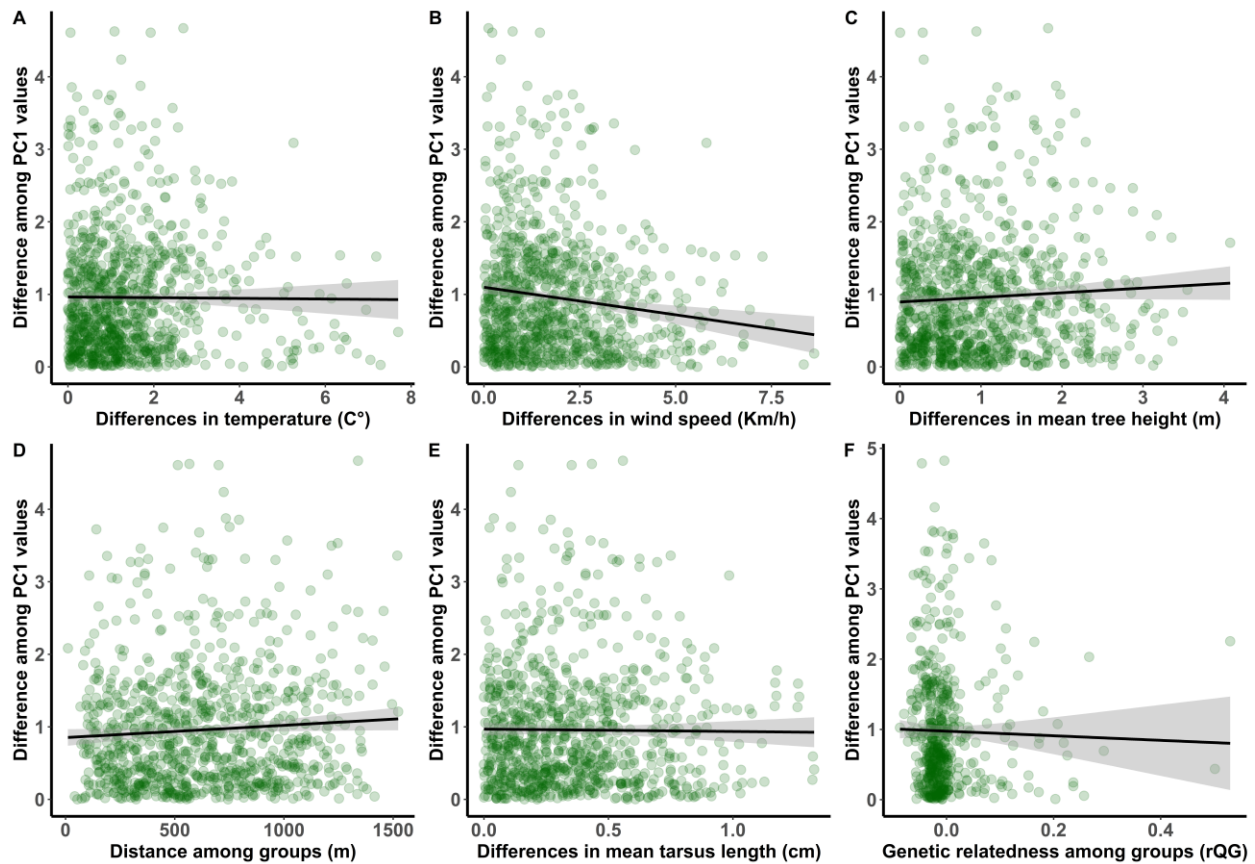 A
Difference among PC1 values
4
3
2
1
0
0 2 4 6 8
Differences in temperature (C°)
B
Difference among PC1 values
4
3
2
1
0
0.0 2.5 5.0 7.5
Differences in wind speed (Km/h)
C
Difference among PC1 values
4
3
2
1
0
0 1 2 3 4
Differences in mean tree height (m)
D
Difference among PC1 values
4
3
2
1
0
0 500 1000 1500
Distance among groups (m)
E
Difference among PC1 values
4
3
2
1
0
0.0 0.5 1.0
Differences in mean tarsus length (cm)
F
Difference among PC1 values
5
4
3
2
1
0
0.0 0.2 0.4
Genetic relatedness among groups (rQG)